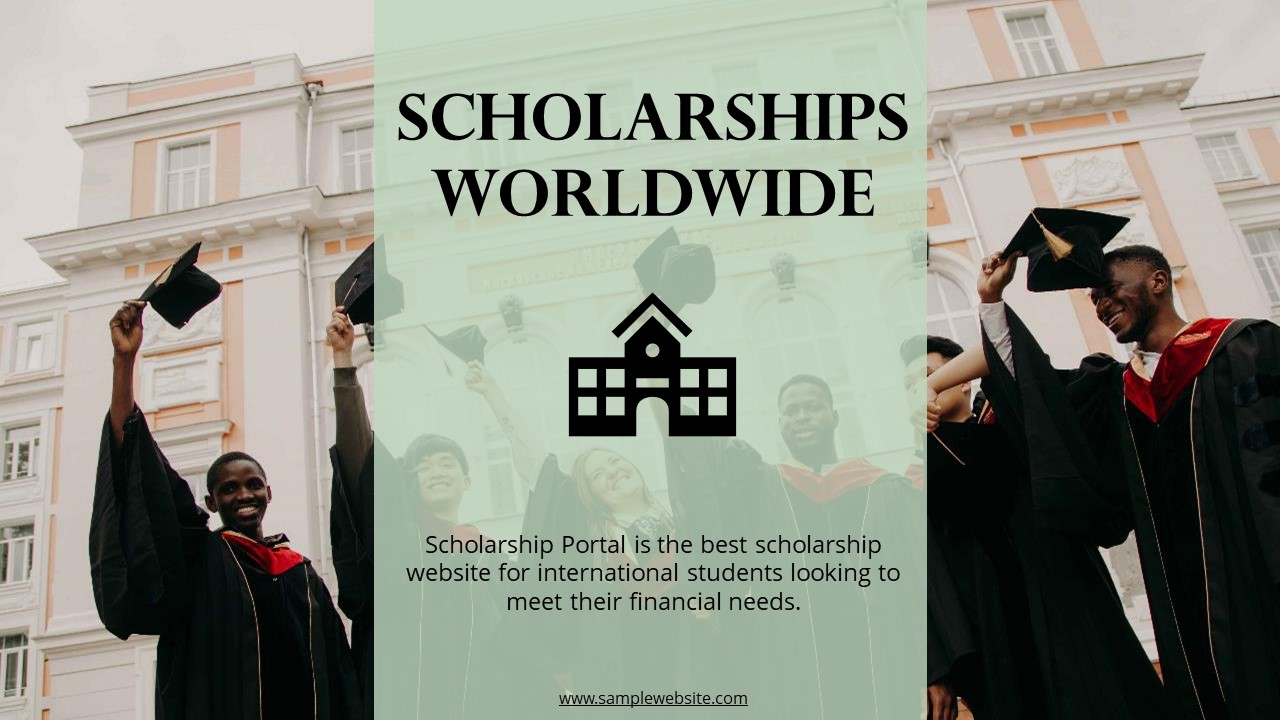 SCHOLARSHIPS
WORLDWIDE
Scholarship Portal is the best scholarship
website for international students looking to
meet their financial needs.
www.samplewebsite.com